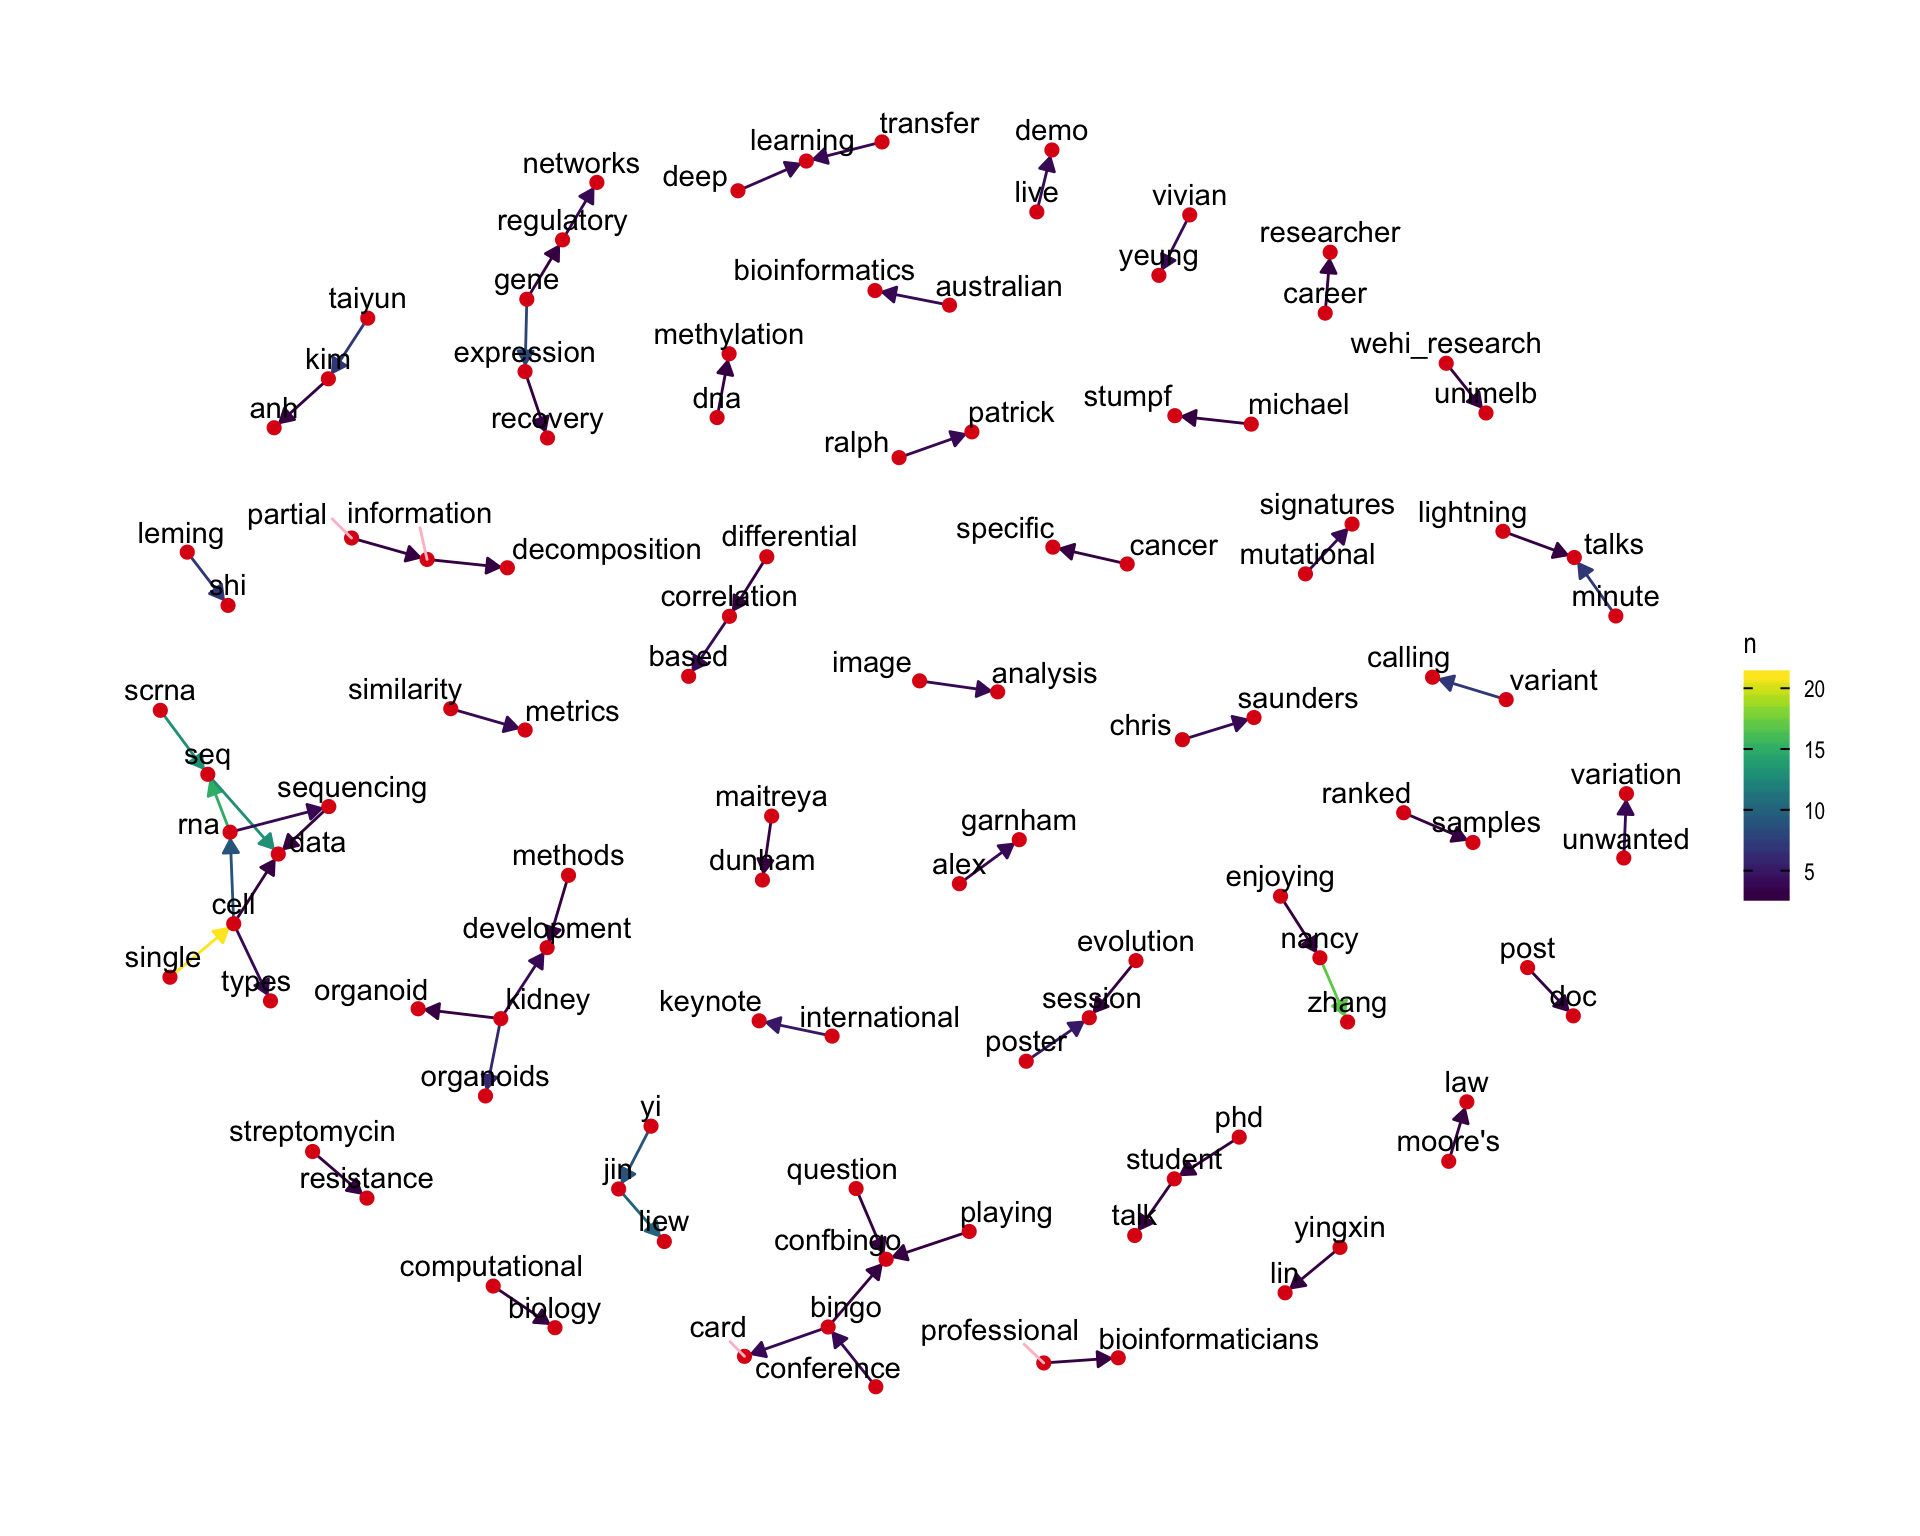 transfer
learning
demo
networks
deep
live
vivian
regulatory
researcher
yeung
bioinformatics
gene
australian
career
taiyun
methylation
wehi_research
expression
kim
unimelb
dna
stumpf
michael
anh
recovery
patrick
ralph
signatures
partial
information
lightning
leming
differential
specific
decomposition
cancer
talks
mutational
shi
correlation
minute
n
based
image
calling
scrna
similarity
analysis
variant
20
metrics
saunders
chris
seq
15
sequencing
maitreya
variation
ranked
10
rna
garnham
samples
data
unwanted
methods
dunham
alex
5
enjoying
cell
development
evolution
nancy
post
single
types
organoid
kidney
keynote
session
zhang
doc
international
poster
organoids
law
yi
phd
streptomycin
moore's
student
jin
question
resistance
liew
talk
playing
yingxin
confbingo
computational
lin
biology
bingo
card
professional
bioinformaticians
conference